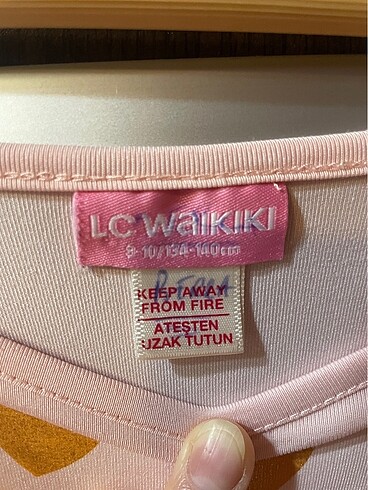 LC WAIKIKI
9-10/134-140cm
KEEP AWAY
FROM FIRE
ATEŞTEN
UZAK TUTUN